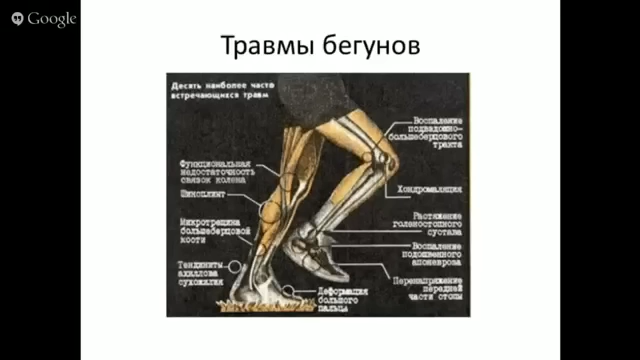 Google
Травмы бегунов
Десять наиболее часто
встречающихся травм
Воспаление
подвздошно-
большеберцового
тракта
Функциональная
недостаточность
связок колена
Шинсплинт
Хондромаляция
Микротрещина
большеберцовой
кости
Растяжение
голеностопного
сустава
Воспаление
подошвенного
апоневроза
Тендиниты
ахиллова
сухожилия
Перенапряжение
передней
части стопы
Деформация
большого
пальца